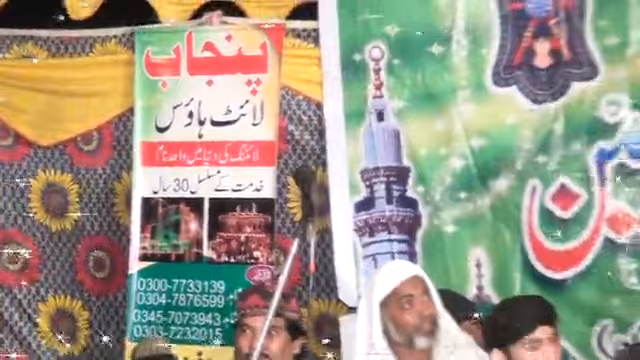 پنجاب
لائٹ ہاؤس
لائٹنگ کی دنیا میں واحد نام
خدمت کے مسلسل 30 سال
0300-7733139
0304-7876599
0345-7073943
0303-7232015